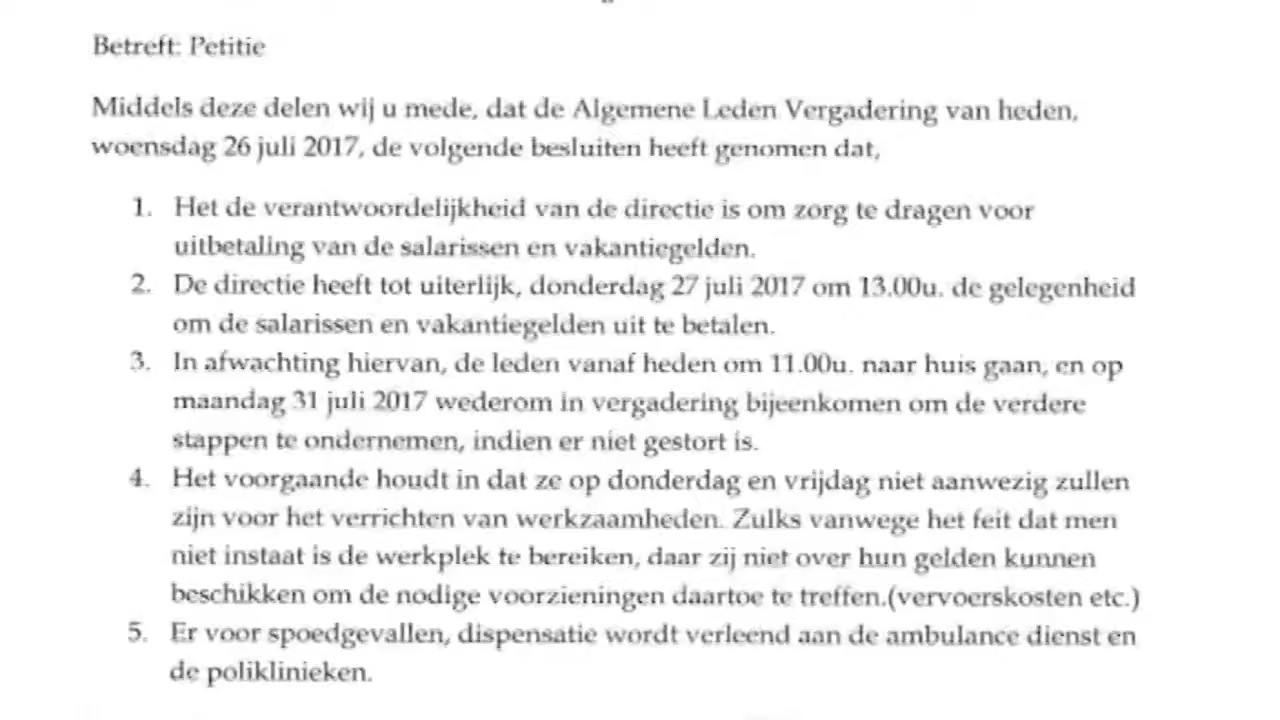 Betreft: Petitie
Middels deze delen wij u mede, dat de Algemene Leden Vergadering van heden,
woensdag 26 juli 2017, de volgende besluiten heeft genomen dat,
1. Het de verantwoordelijkheid van de directie is om zorg te dragen voor
uitbetaling van de salarissen en vakantiegelden.
2. De directie heeft tot uiterlijk, donderdag 27 juli 2017 om 13.00u. de gelegenheid
om de salarissen en vakantiegelden uit te betalen.
3. In afwachting hiervan, de leden vanaf heden om 11.00u. naar huis gaan, en op
maandag 31 juli 2017 wederom in vergadering bijeenkomen om de verdere
stappen te ondernemen, indien er niet gestort is.
4. Het voorgaande houdt in dat ze op donderdag en vrijdag niet aanwezig zullen
zijn voor het verrichten van werkzaamheden. Zulks vanwege het feit dat men
niet instaat is de werkplek te bereiken, daar zij niet over hun gelden kunnen
beschikken om de nodige voorzieningen daartoe te treffen.(vervoerskosten etc.)
5. Er voor spoedgevallen, dispensatie wordt verleend aan de ambulance dienst en
de poliklinieken.